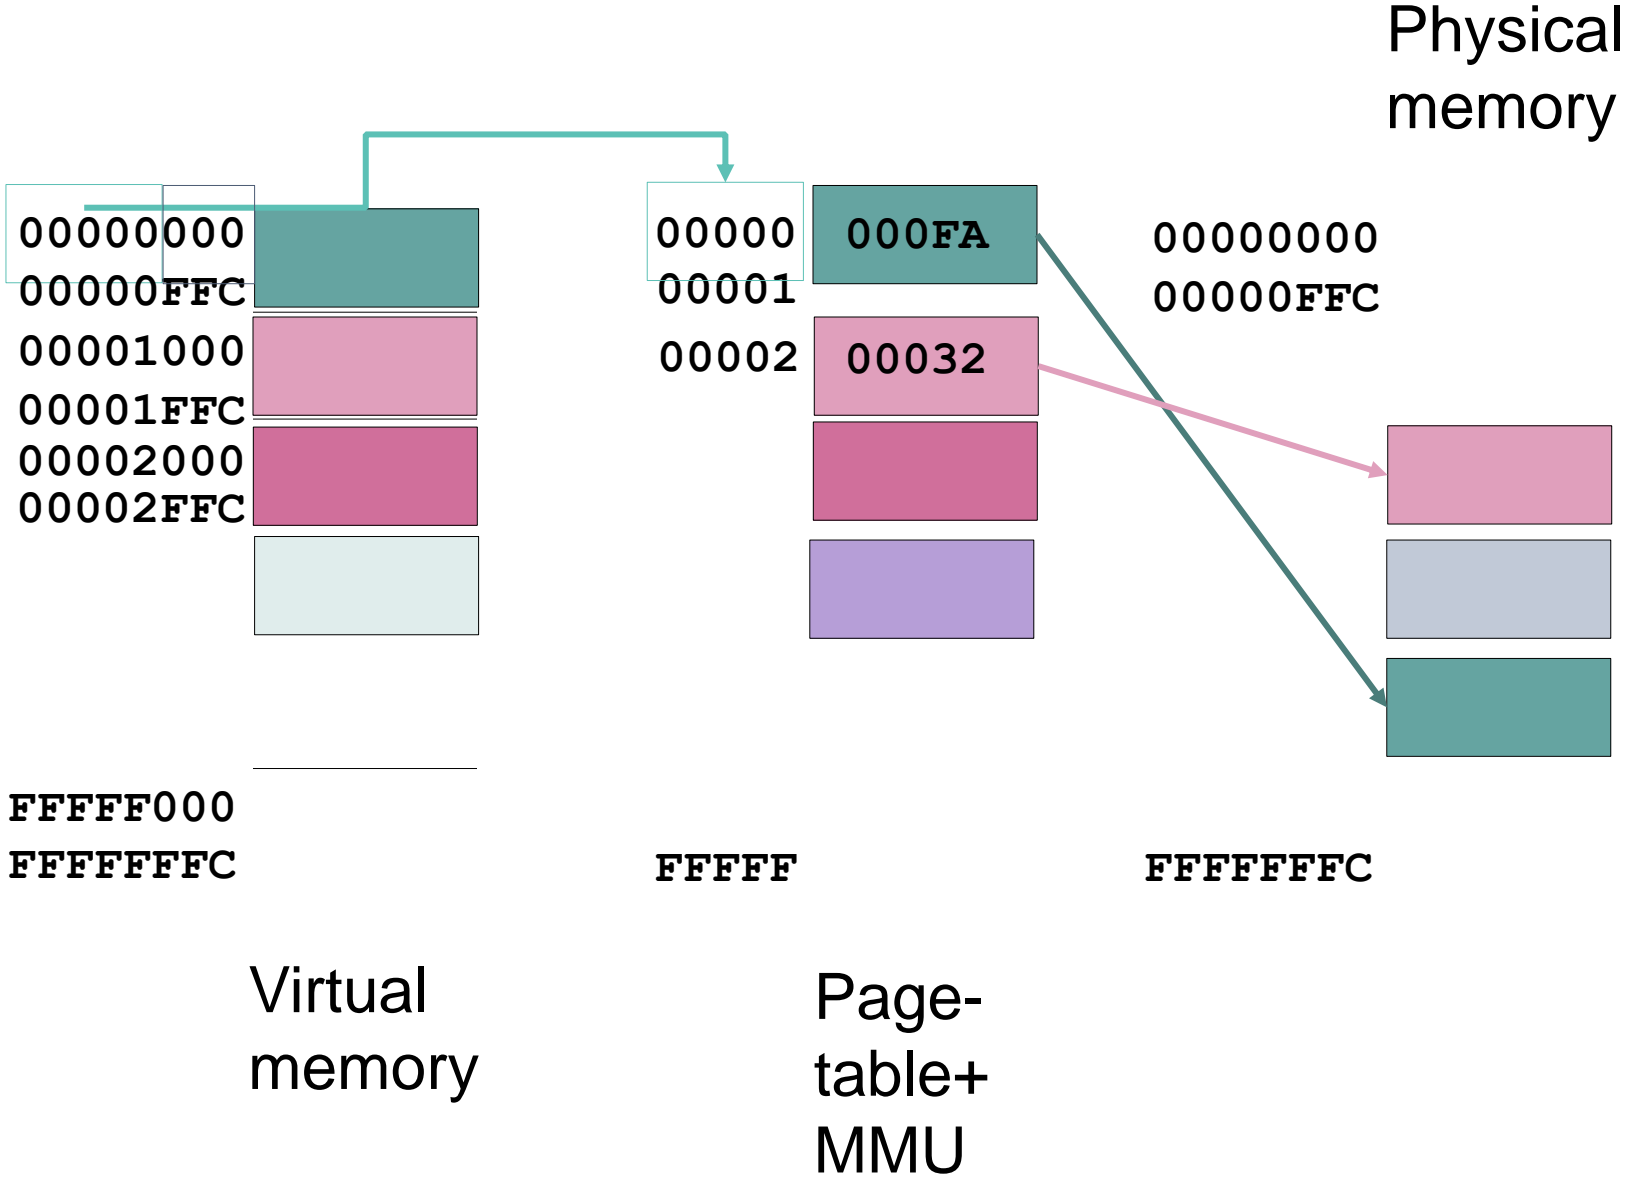 Physical
memory
00000000
00000FFC
00001000
00001FFC
00002000
00002FFC
FFFFF000
FFFFFFFC
Virtual
memory
00000
00001
00002
000FA
00032
FFFFF
Page-
table+
MMU
00000000
00000FFC
FFFFFFFC